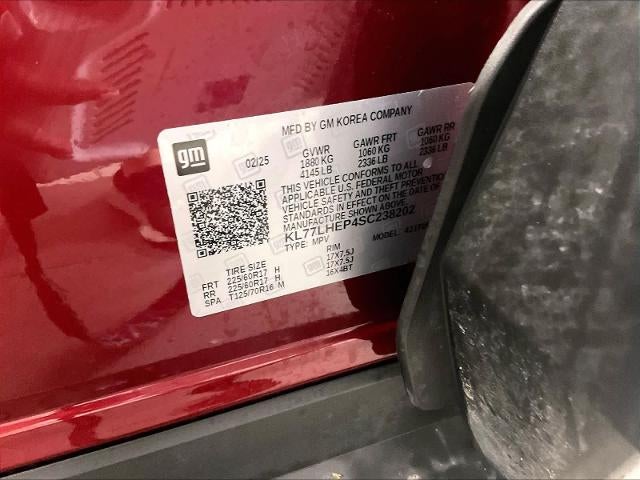 gm
MFD BY GM KOREA COMPANY
02/25
GVWR GAWR FRT GAWR RR
1880 KG 1060 KG 1060 KG
4145 LB 2336 LB 2336 LB
THIS VEHICLE CONFORMS TO ALL
APPLICABLE U.S. FEDERAL MOTOR
VEHICLE SAFETY AND THEFT PREVENTION
STANDARDS IN EFFECT ON THE DATE OF
MANUFACTURE SHOWN ABOVE.
KL77LHEP4SC238202
TYPE: MPV MODEL:
TIRE SIZE RIM
FRT 225/60R17 H 17X7.5J
RR 225/60R17 H 17X7.5J
SPA T125/70R16 M 16X4BT